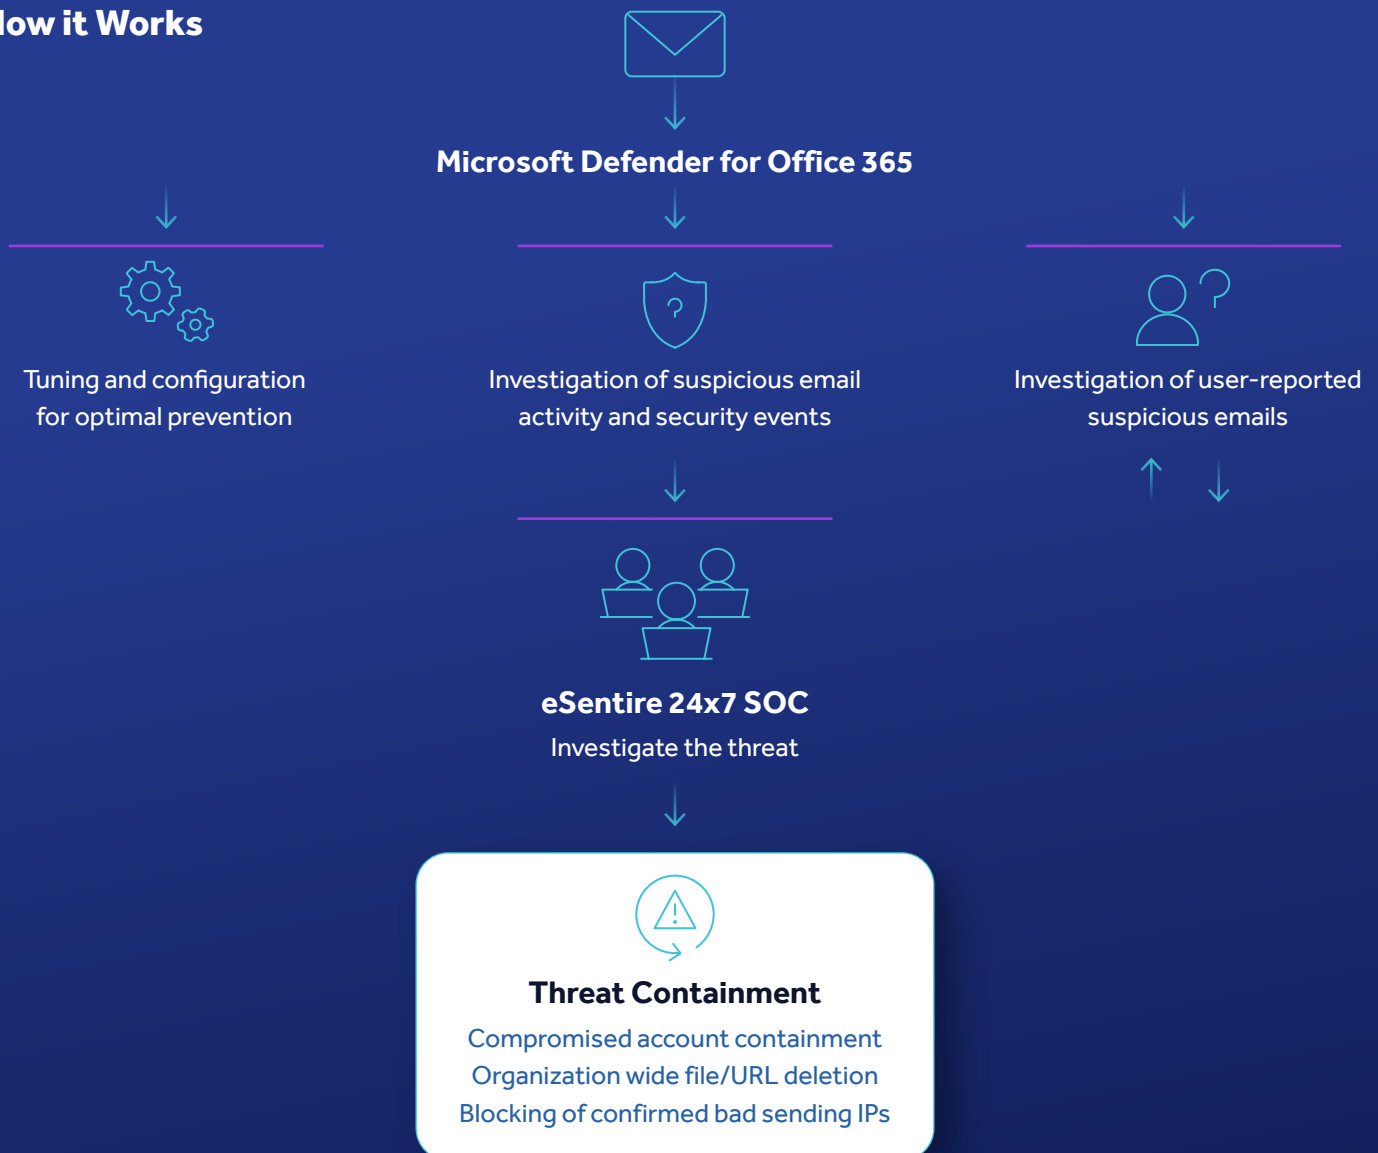 How it Works
Microsoft Defender for Office 365
Tuning and configuration
for optimal prevention
Investigation of suspicious email
activity and security events
Investigation of user-reported
suspicious emails
eSentire 24x7 SOC
Investigate the threat
Threat Containment
Compromised account containment
Organization wide file/URL deletion
Blocking of confirmed bad sending IPs